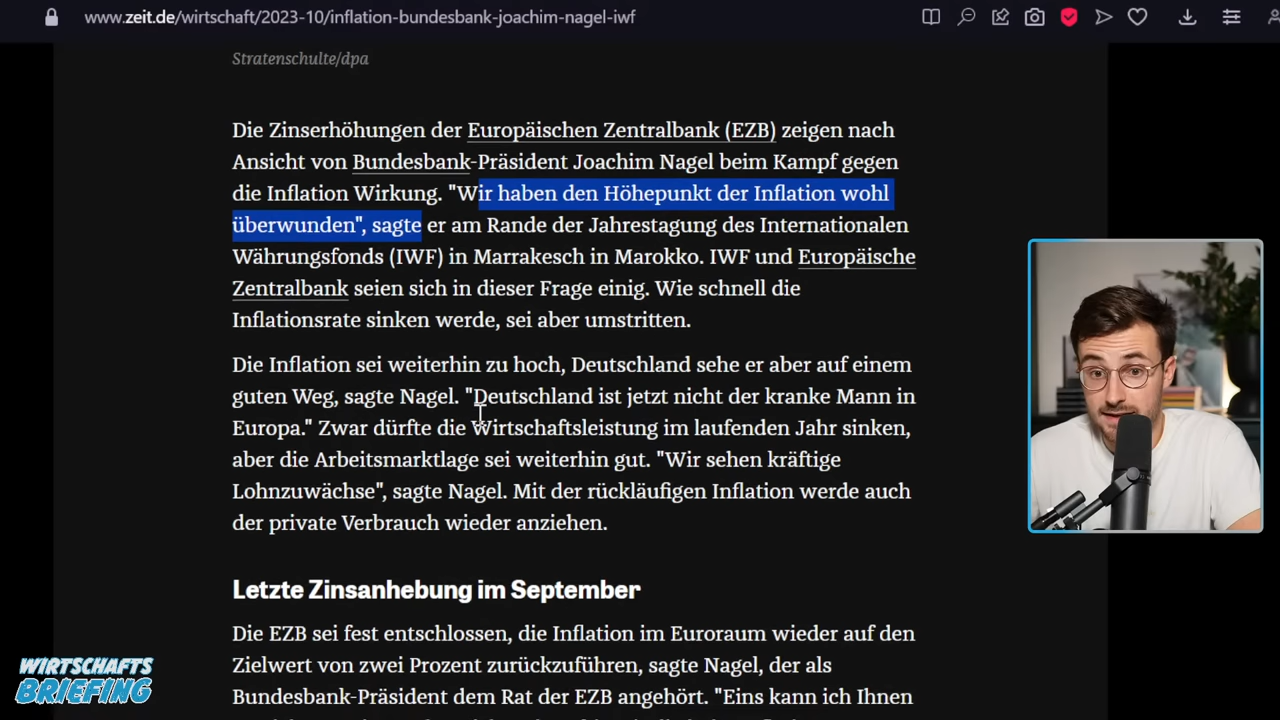 www.zeit.de/wirtschaft/2023-10/inflation-bundesbank-joachim-nagel-iwf
Stratenschulte/dpa
Die Zinserhöhungen der Europäischen Zentralbank (EZB) zeigen nach
Ansicht von Bundesbank-Präsident Joachim Nagel beim Kampf gegen
die Inflation Wirkung. "Wir haben den Höhepunkt der Inflation wohl
überwunden", sagte er am Rande der Jahrestagung des Internationalen
Währungsfonds (IWF) in Marrakesch in Marokko. IWF und Europäische
Zentralbank seien sich in dieser Frage einig. Wie schnell die
Inflationsrate sinken werde, sei aber umstritten.
Die Inflation sei weiterhin zu hoch, Deutschland sehe er aber auf einem
guten Weg, sagte Nagel. "Deutschland ist jetzt nicht der kranke Mann in
Europa." Zwar dürfte die Wirtschaftsleistung im laufenden Jahr sinken,
aber die Arbeitsmarktlage sei weiterhin gut. "Wir sehen kräftige
Lohnzuwächse", sagte Nagel. Mit der rückläufigen Inflation werde auch
der private Verbrauch wieder anziehen.
Letzte Zinsanhebung im September
Die EZB sei fest entschlossen, die Inflation im Euroraum wieder auf den
Zielwert von zwei Prozent zurückzuführen, sagte Nagel, der als
Bundesbank-Präsident dem Rat der EZB angehört. "Eins kann ich Ihnen
WIRTSCHAFTS
BRIEFING